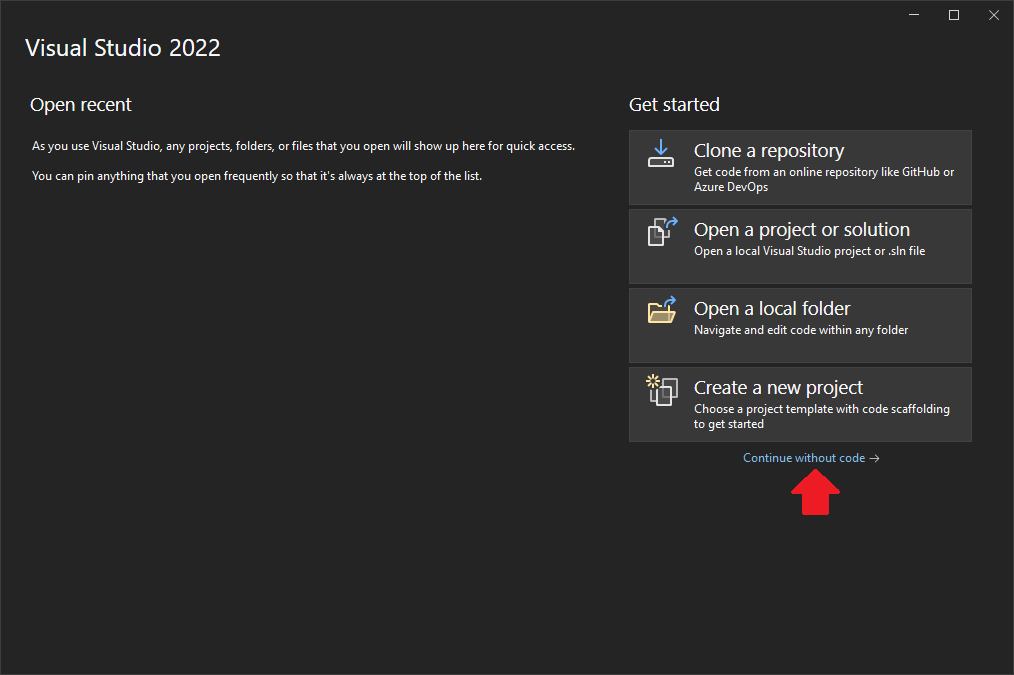 Visual Studio 2022
Open recent
As you use Visual Studio, any projects, folders, or files that you open will show up here for quick access.
You can pin anything that you open frequently so that it's always at the top of the list.
Get started
Clone a repository
Get code from an online repository like GitHub or
Azure DevOps
Open a project or solution
Open a local Visual Studio project or .sln file
Open a local folder
Navigate and edit code within any folder
Create a new project
Choose a project template with code scaffolding
to get started
Continue without code →